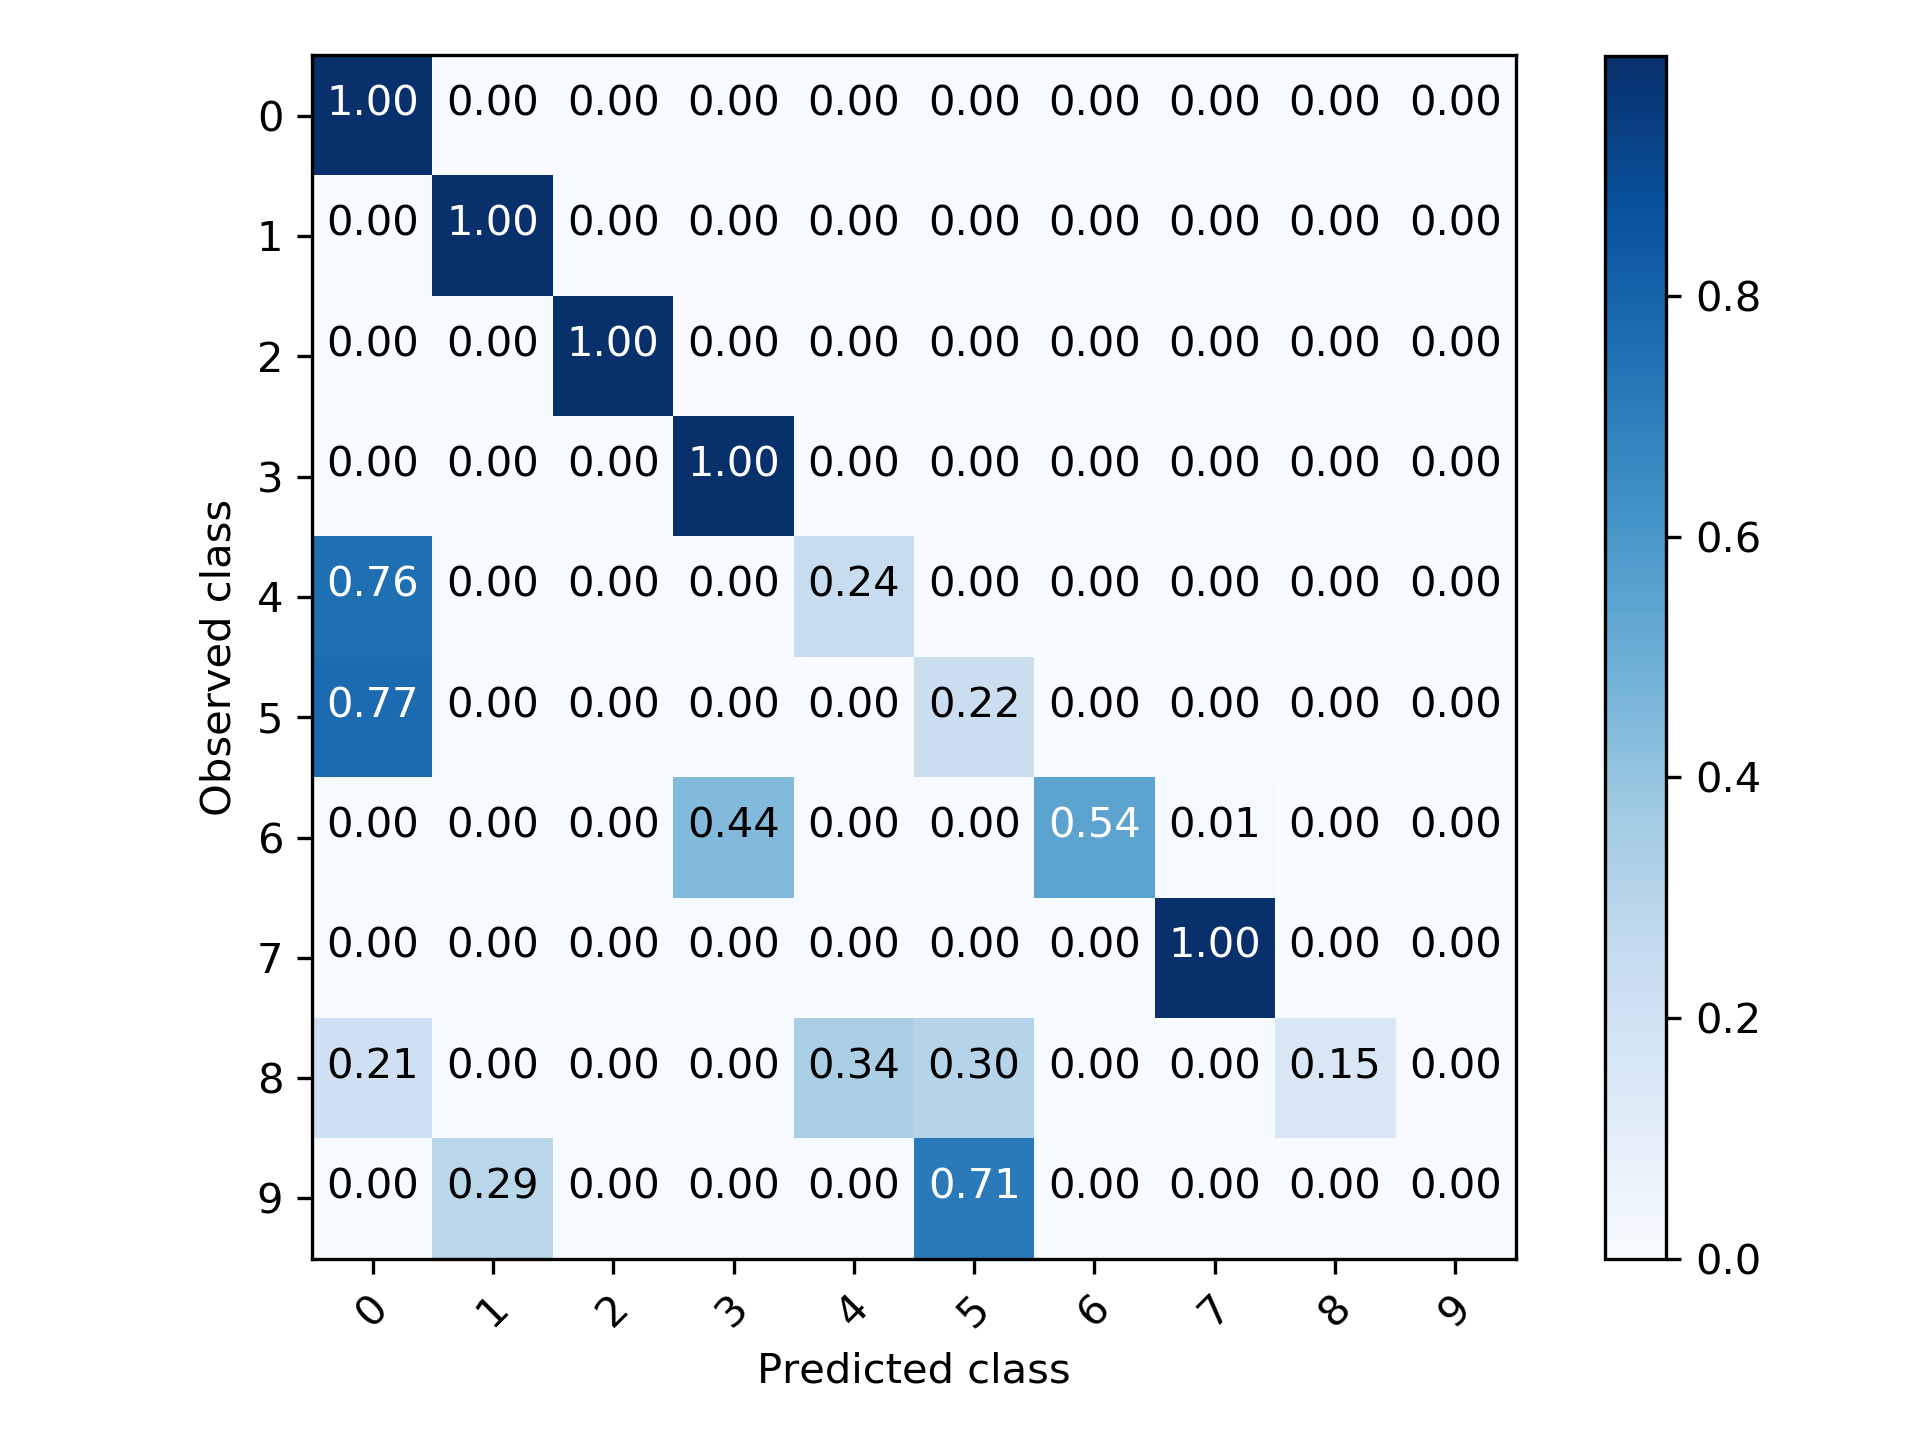 0 1.00 0.00 0.00 0.00 0.00 0.00 0.00 0.00 0.00 0.00
1 0.00 1.00 0.00 0.00 0.00 0.00 0.00 0.00 0.00 0.00
2 0.00 0.00 1.00 0.00 0.00 0.00 0.00 0.00 0.00 0.00
3 0.00 0.00 0.00 1.00 0.00 0.00 0.00 0.00 0.00 0.00
4 0.76 0.00 0.00 0.00 0.24 0.00 0.00 0.00 0.00 0.00
5 0.77 0.00 0.00 0.00 0.00 0.22 0.00 0.00 0.00 0.00
6 0.00 0.00 0.00 0.44 0.00 0.00 0.54 0.01 0.00 0.00
7 0.00 0.00 0.00 0.00 0.00 0.00 0.00 1.00 0.00 0.00
8 0.21 0.00 0.00 0.00 0.34 0.30 0.00 0.00 0.15 0.00
9 0.00 0.29 0.00 0.00 0.00 0.71 0.00 0.00 0.00 0.00
0 1 2 3 4 5 6 7 8 9
Predicted class
Observed class
0.8
0.6
0.4
0.2
0.0